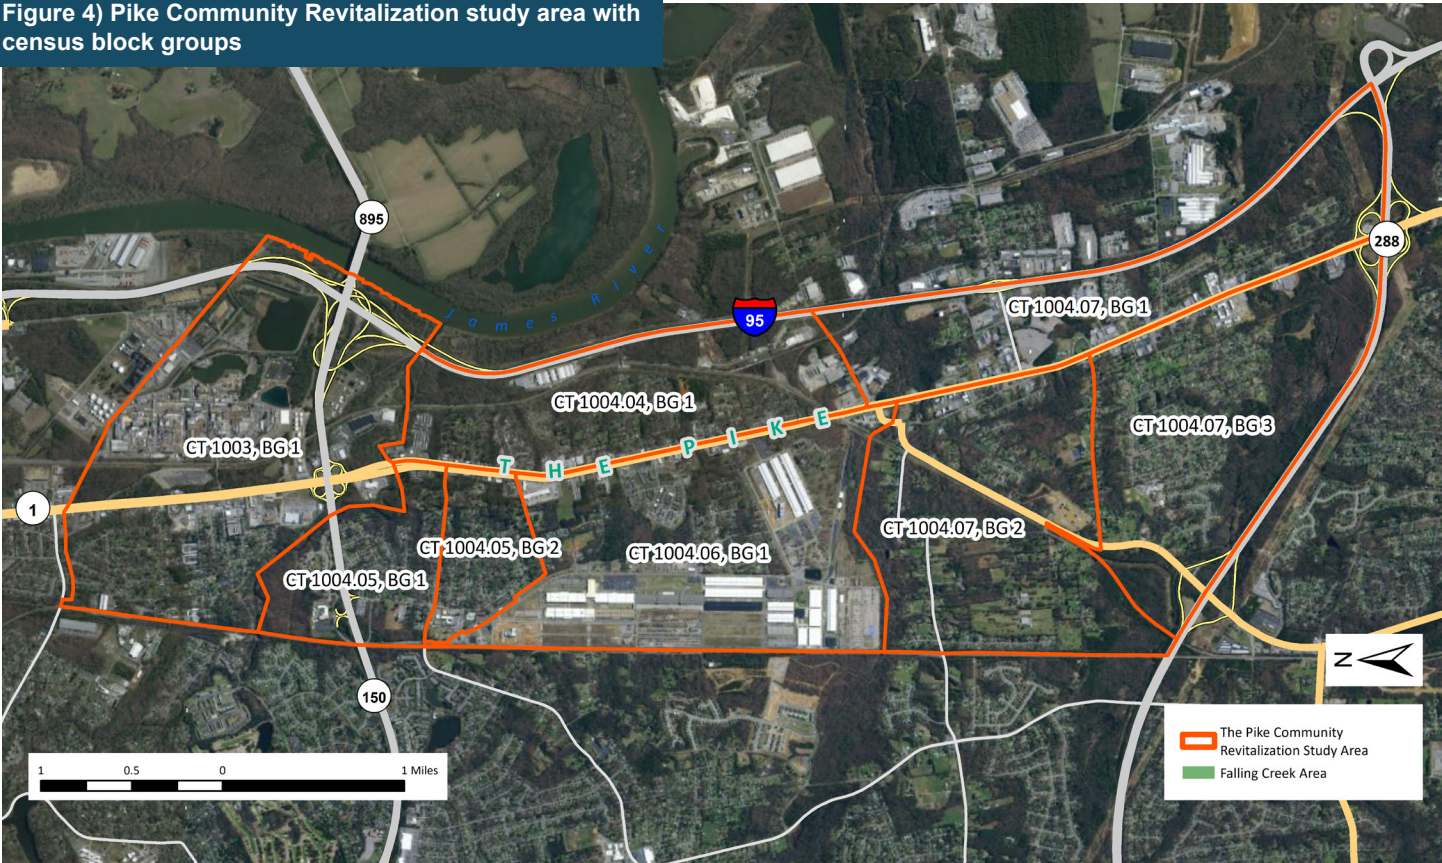 Figure 4) Pike Community Revitalization study area with
census block groups
895
288
James River
95
CT 1004.07, BG 1
CT 1004.04, BG 1
THE PIKE
CT 1004.07, BG 3
CT 1003, BG 1
1
CT 1004.07, BG 2
CT 1004.05, BG 2
CT 1004.06, BG 1
CT 1004.05, BG 1
N
150
The Pike Community
Revitalization Study Area
Falling Creek Area
1 0.5 0 1 Miles